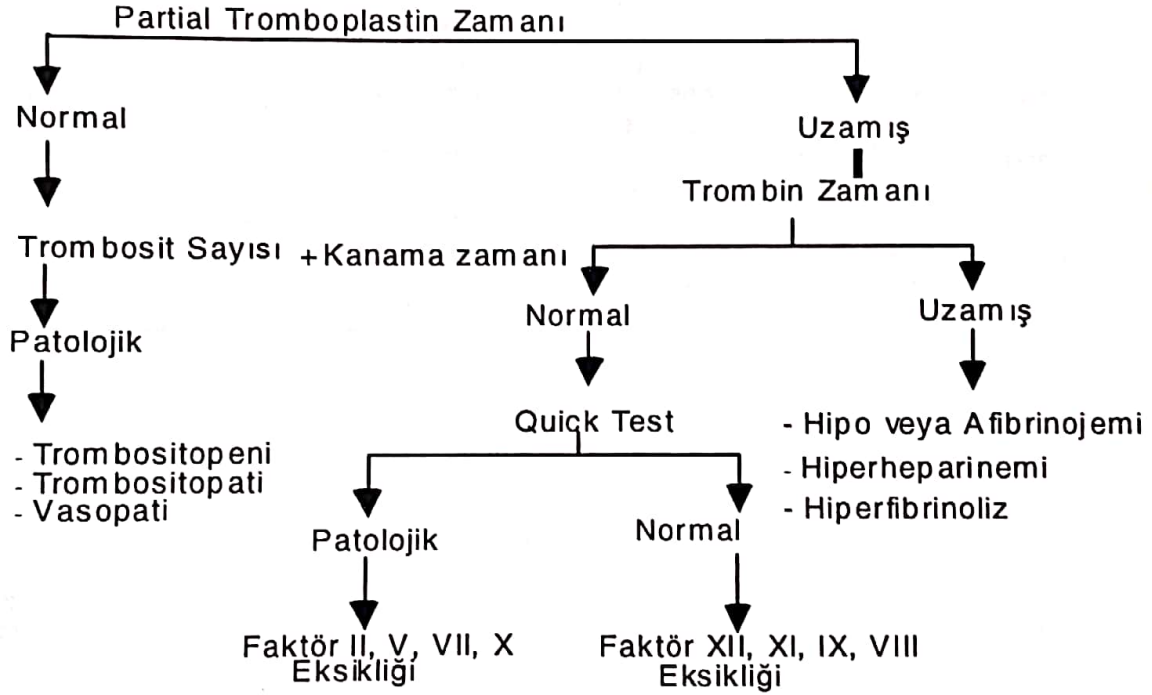 Partial Tromboplastin Zamanı
Normal
Uzamış
Trombin Zamanı
Trombosit Sayısı +Kanama zamanı
Normal
Uzamış
Patolojik
Quick Test
- Hipo veya Afibrinojemi
- Hiperheparinemi
- Hiperfibrinoliz
- Trombositopeni
- Trombositopati
- Vasopati
Patolojik
Normal
Faktör II, V, VII, X
Eksikliği
Faktör XII, XI, IX, VIII
Eksikliği